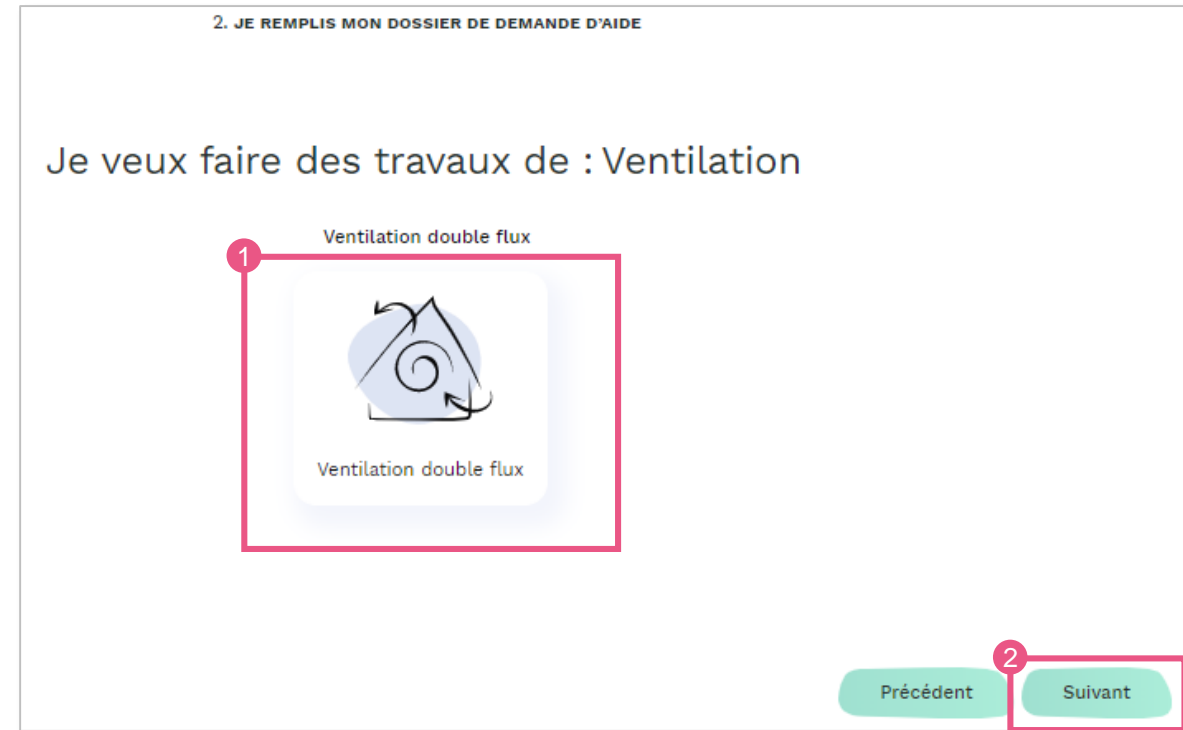 2. JE REMPLIS MON DOSSIER DE DEMANDE D'AIDE
Je veux faire des travaux de : Ventilation
Ventilation double flux
1
Ventilation double flux
2
Précédent
Suivant